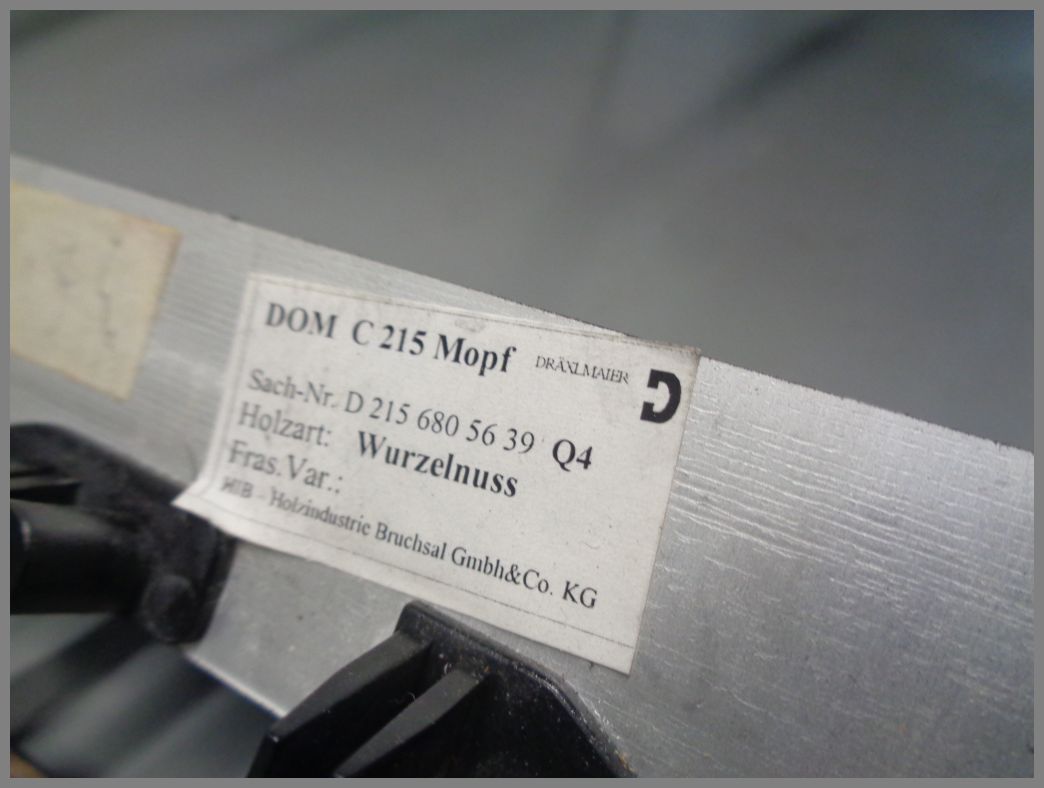 DOM C 215 Mopf DRÄXLMAIER
Sach-Nr. D 215 680 56 39 Q4
Holzart: Wurzelnuss
Fras.Var.:
HIB - Holzindustrie Bruchsal Gmbh&Co. KG